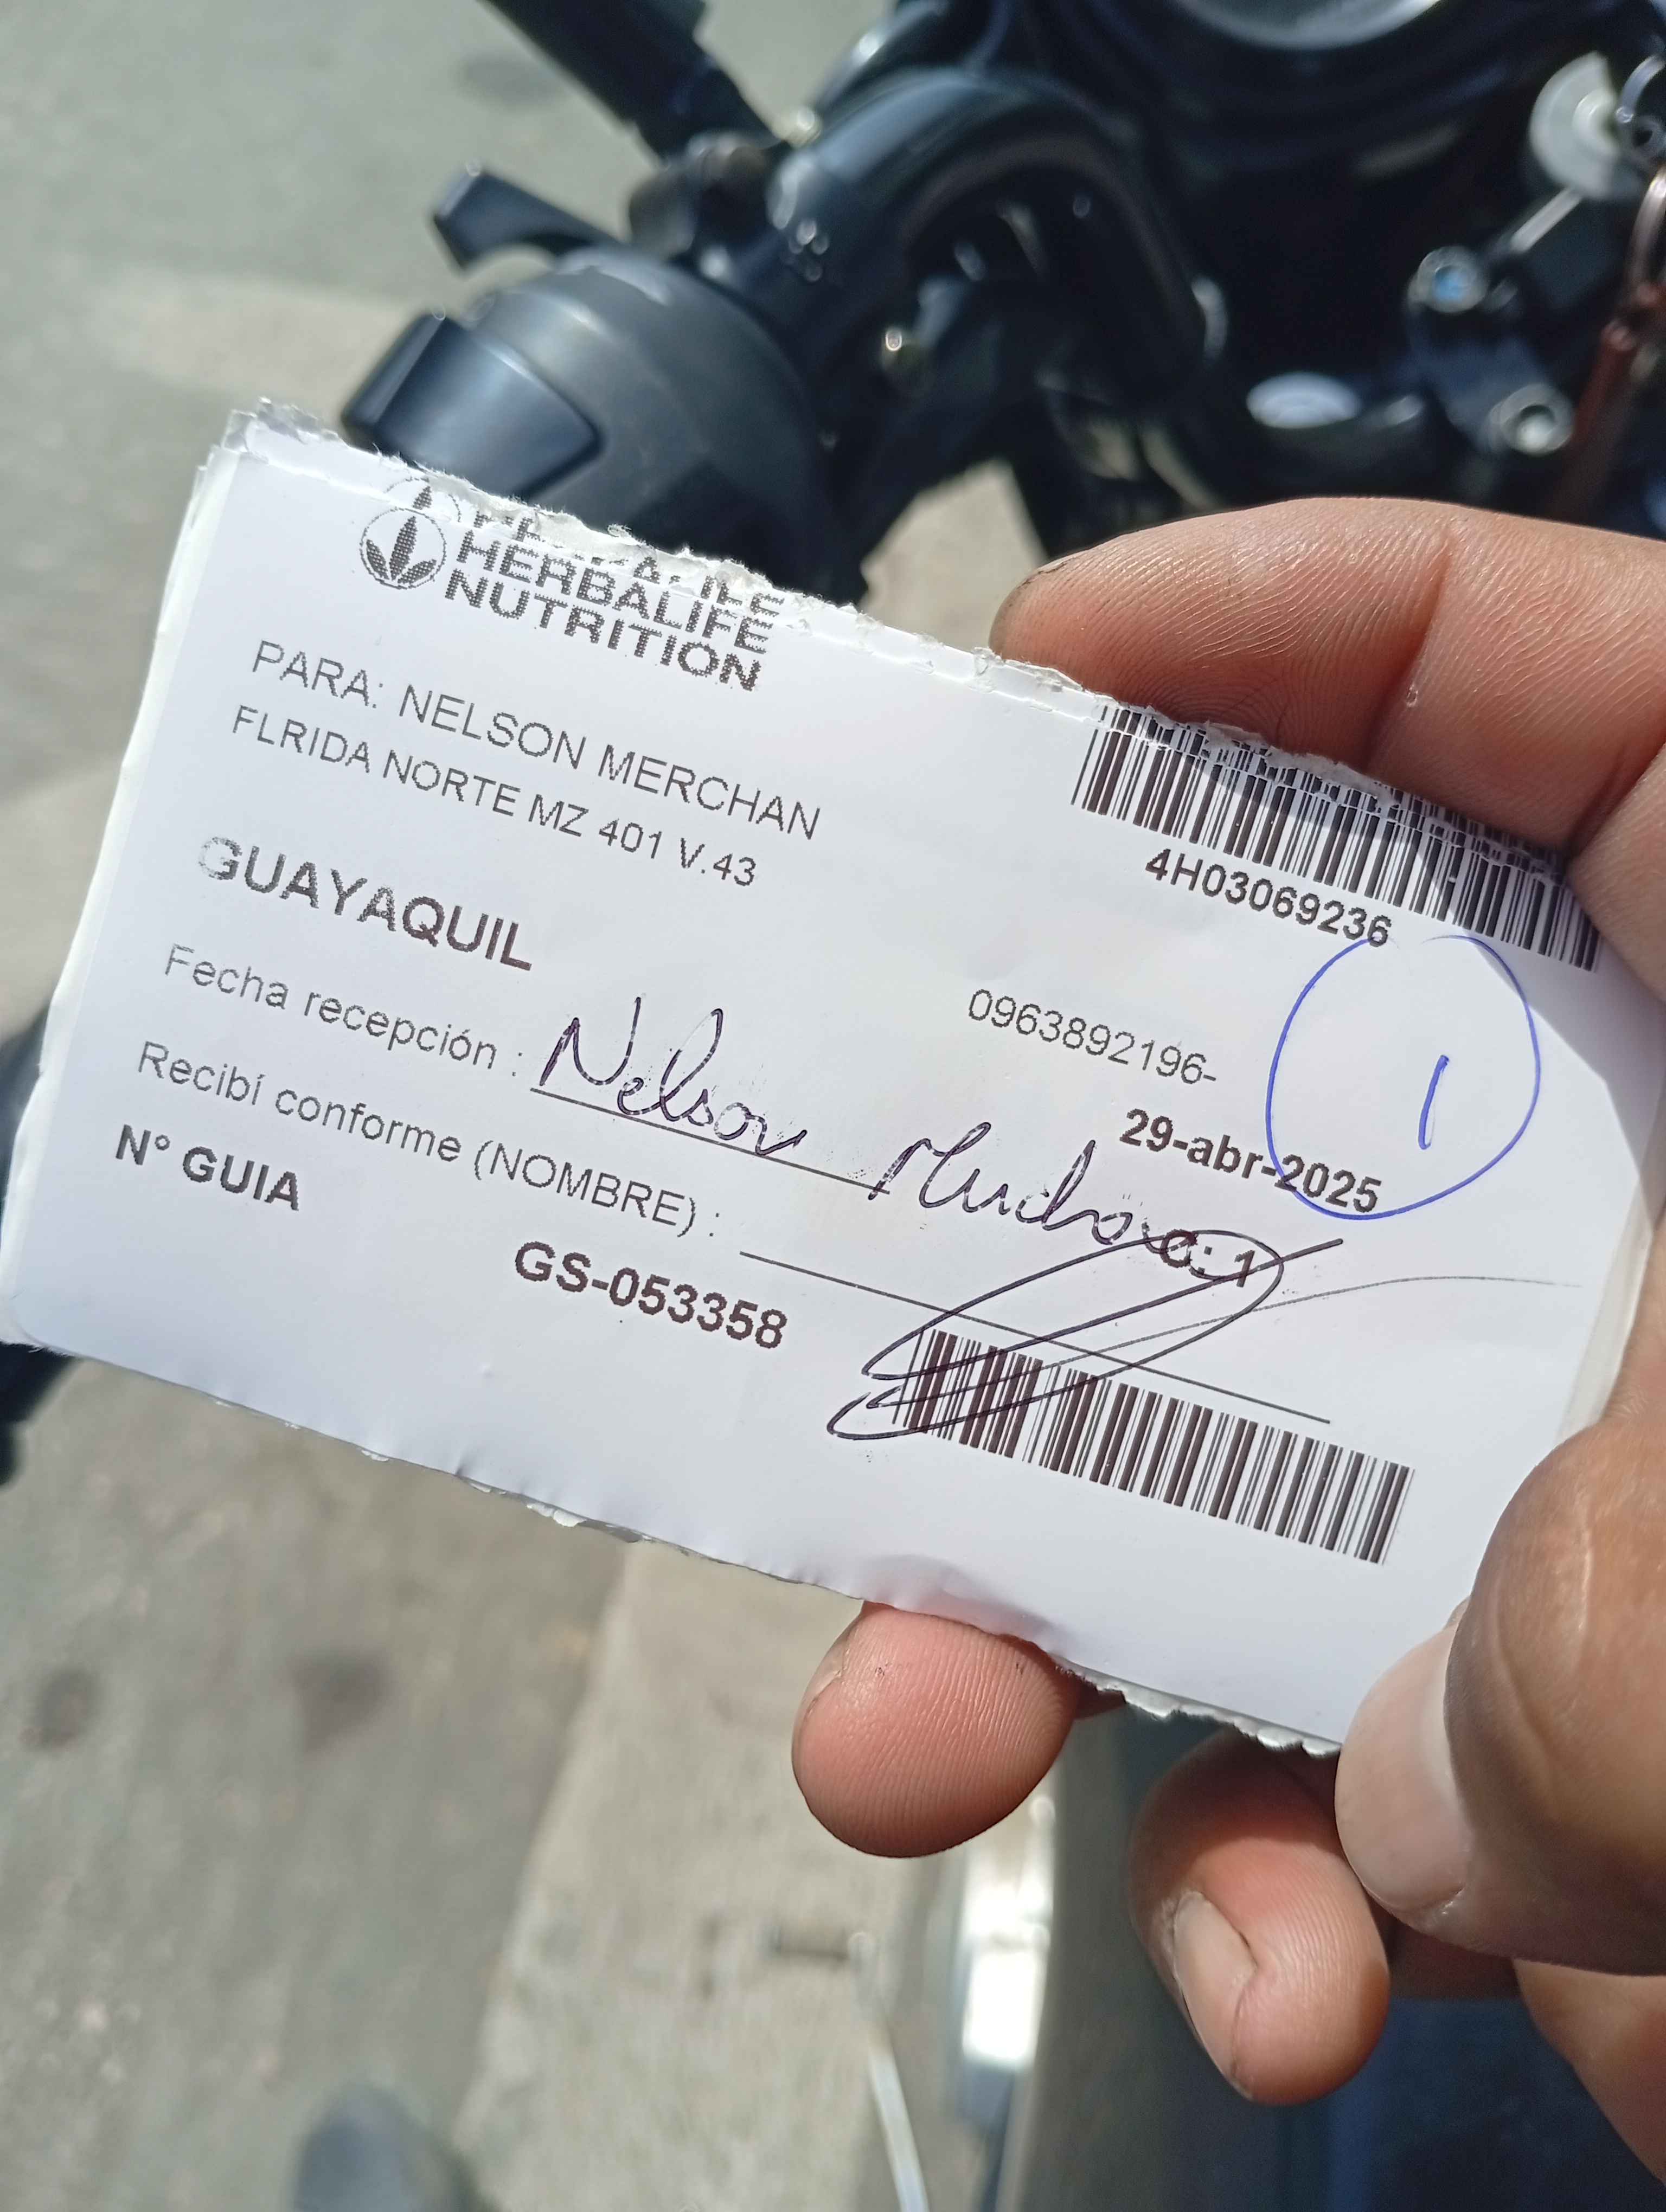 HERBALIFE
NUTRITION
PARA: NELSON MERCHAN
FLRIDA NORTE MZ 401 V.43
4H03069236
GUAYAQUIL
0963892196-
1
Fecha recepción : Nelson
29-abr-2025
Recibí conforme (NOMBRE) :
C: 1
N° GUIA
GS-053358